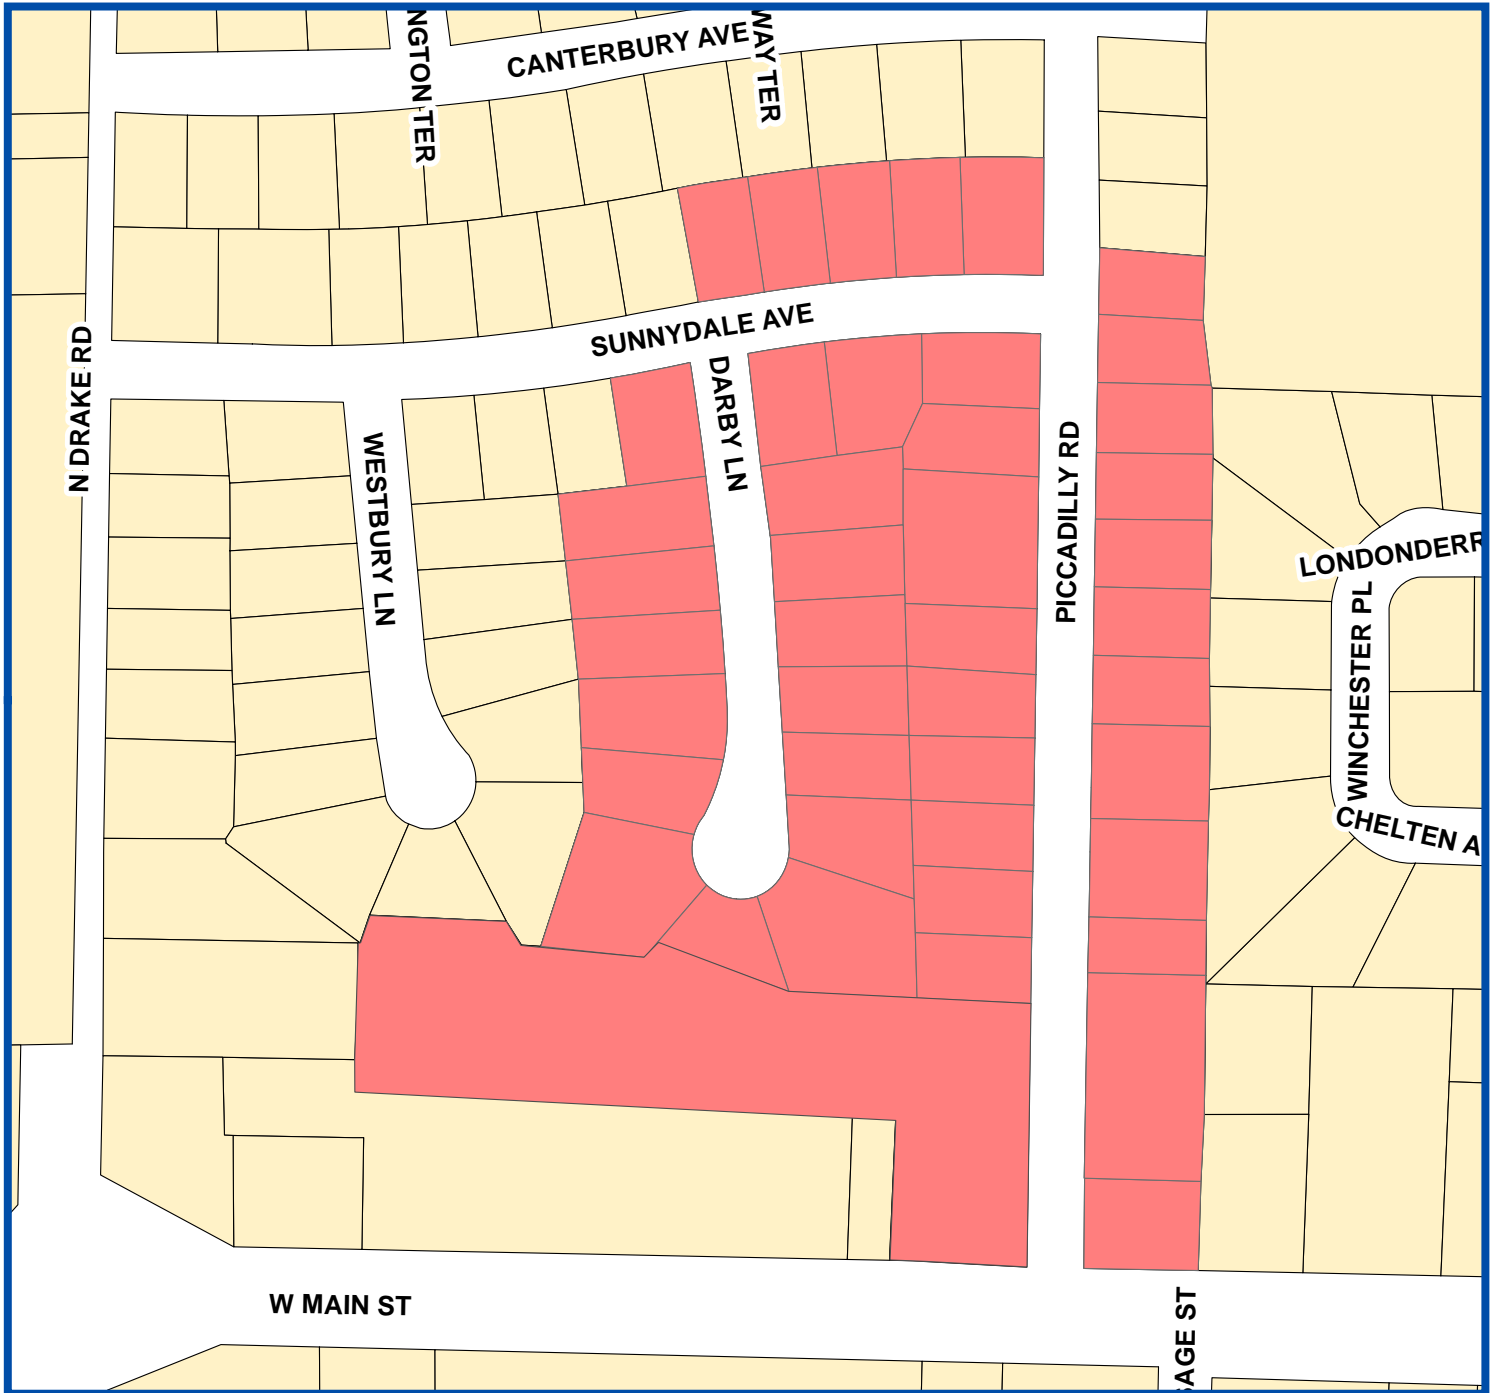 NGTON TER
CANTERBURY AVE
WAY TER
SUNNYDALE AVE
N DRAKE RD
DARBY LN
WESTBURY LN
PICCADILLY RD
LONDONDERR
WINCHESTER PL
CHELTEN A
W MAIN ST
SAGE ST